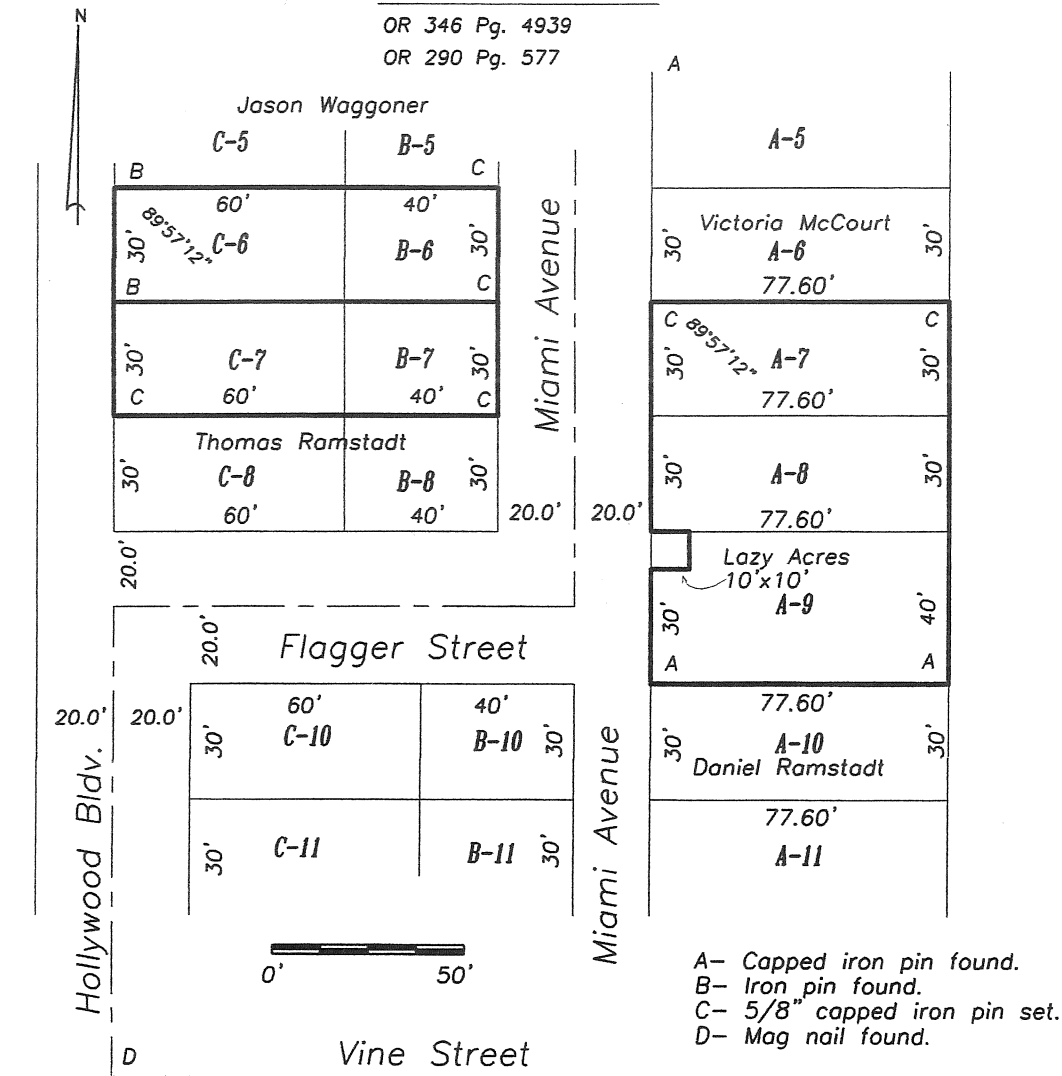 N
OR 346 Pg. 4939
OR 290 Pg. 577
A
Jason Waggoner
C-5
B-5
A-5
B
C
60'
40'
89°57'12"
30'
C-6
B-6
30'
Miami Avenue
Victoria McCourt
30'
A-6
30'
77.60'
B
C
C
89°57'12"
C
30'
C-7
B-7
30'
30'
A-7
30'
C
60'
40'
C
77.60'
Thomas Ramstadt
30'
C-8
B-8
30'
30'
A-8
30'
60'
40'
20.0'
20.0'
77.60'
20.0'
Lazy Acres
10'x10'
A-9
30'
40'
20.0'
Flagger Street
A
A
60'
40'
77.60'
20.0'
20.0'
30'
C-10
B-10
30'
30'
A-10
30'
Daniel Ramstadt
Hollywood Bldv.
Miami Avenue
77.60'
30'
C-11
B-11
30'
A-11
0'
50'
A- Capped iron pin found.
B- Iron pin found.
C- 5/8" capped iron pin set.
D- Mag nail found.
D
Vine Street